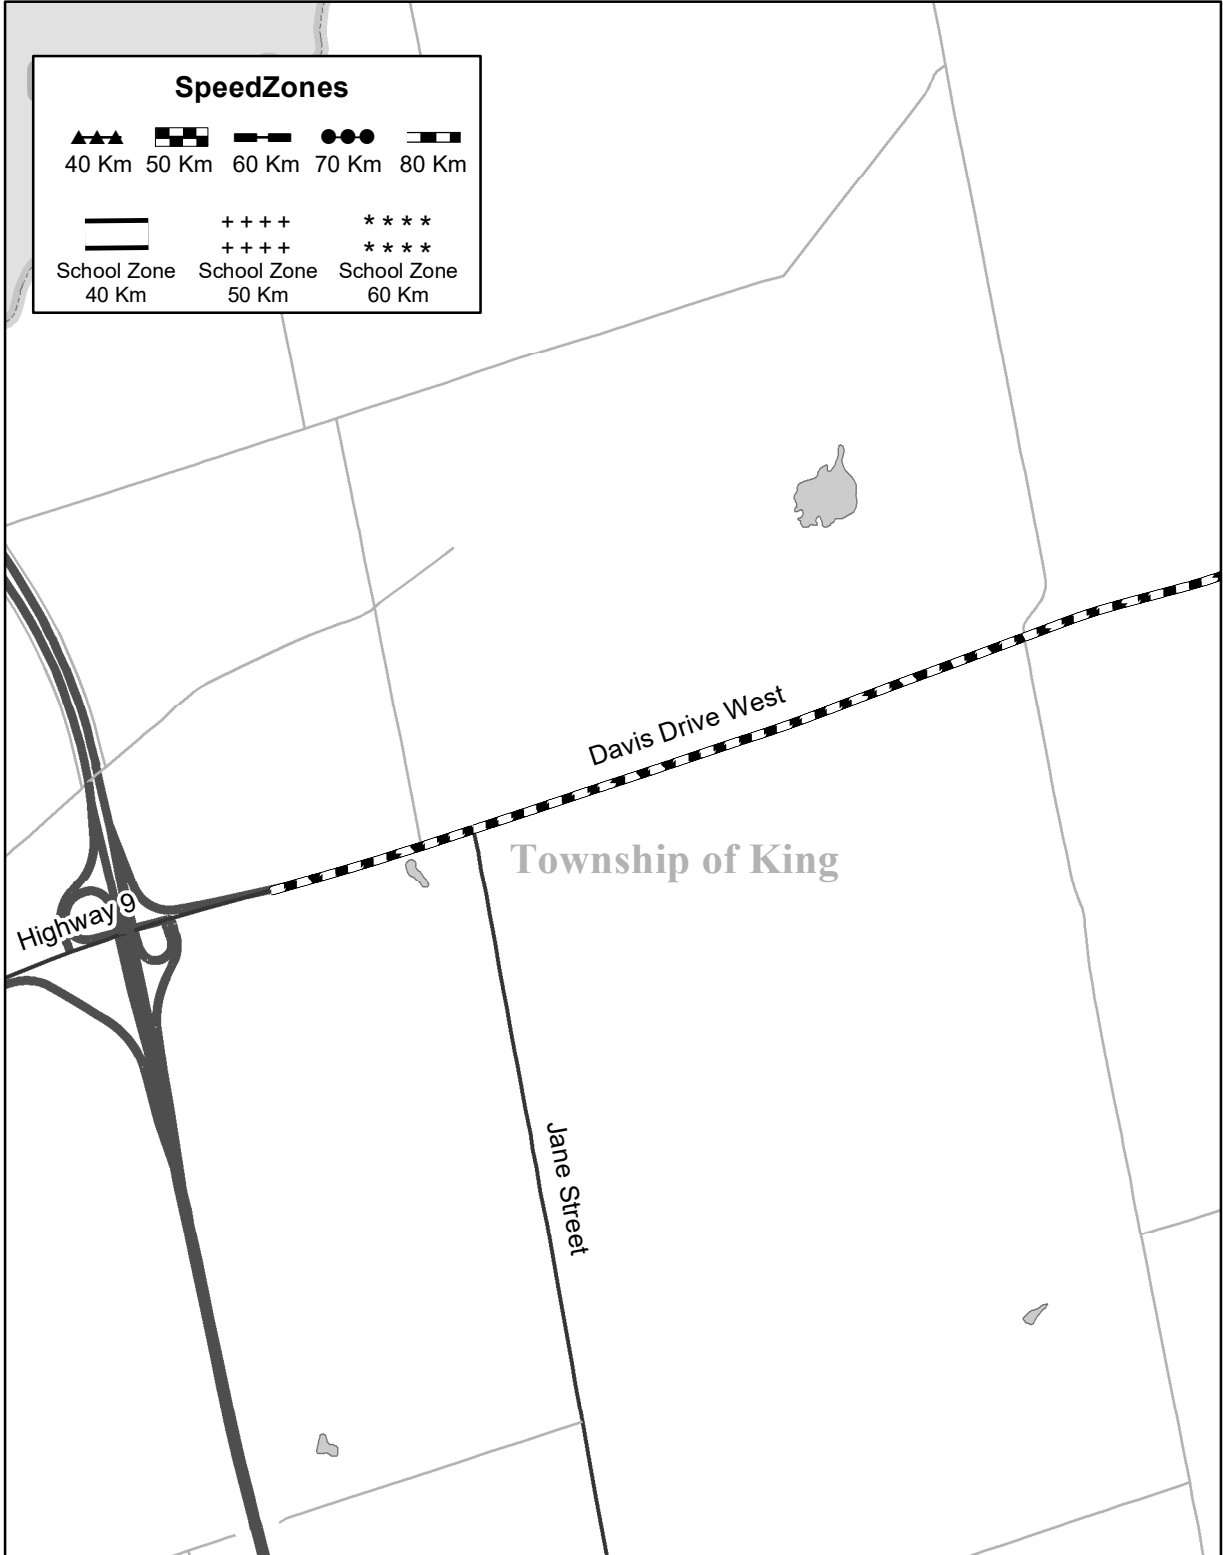 SpeedZones
40 Km 50 Km 60 Km 70 Km 80 Km
++++ ****
++++ ****
School Zone School Zone School Zone
40 Km 50 Km 60 Km
Davis Drive West
Township of King
Highway 9
Jane Street